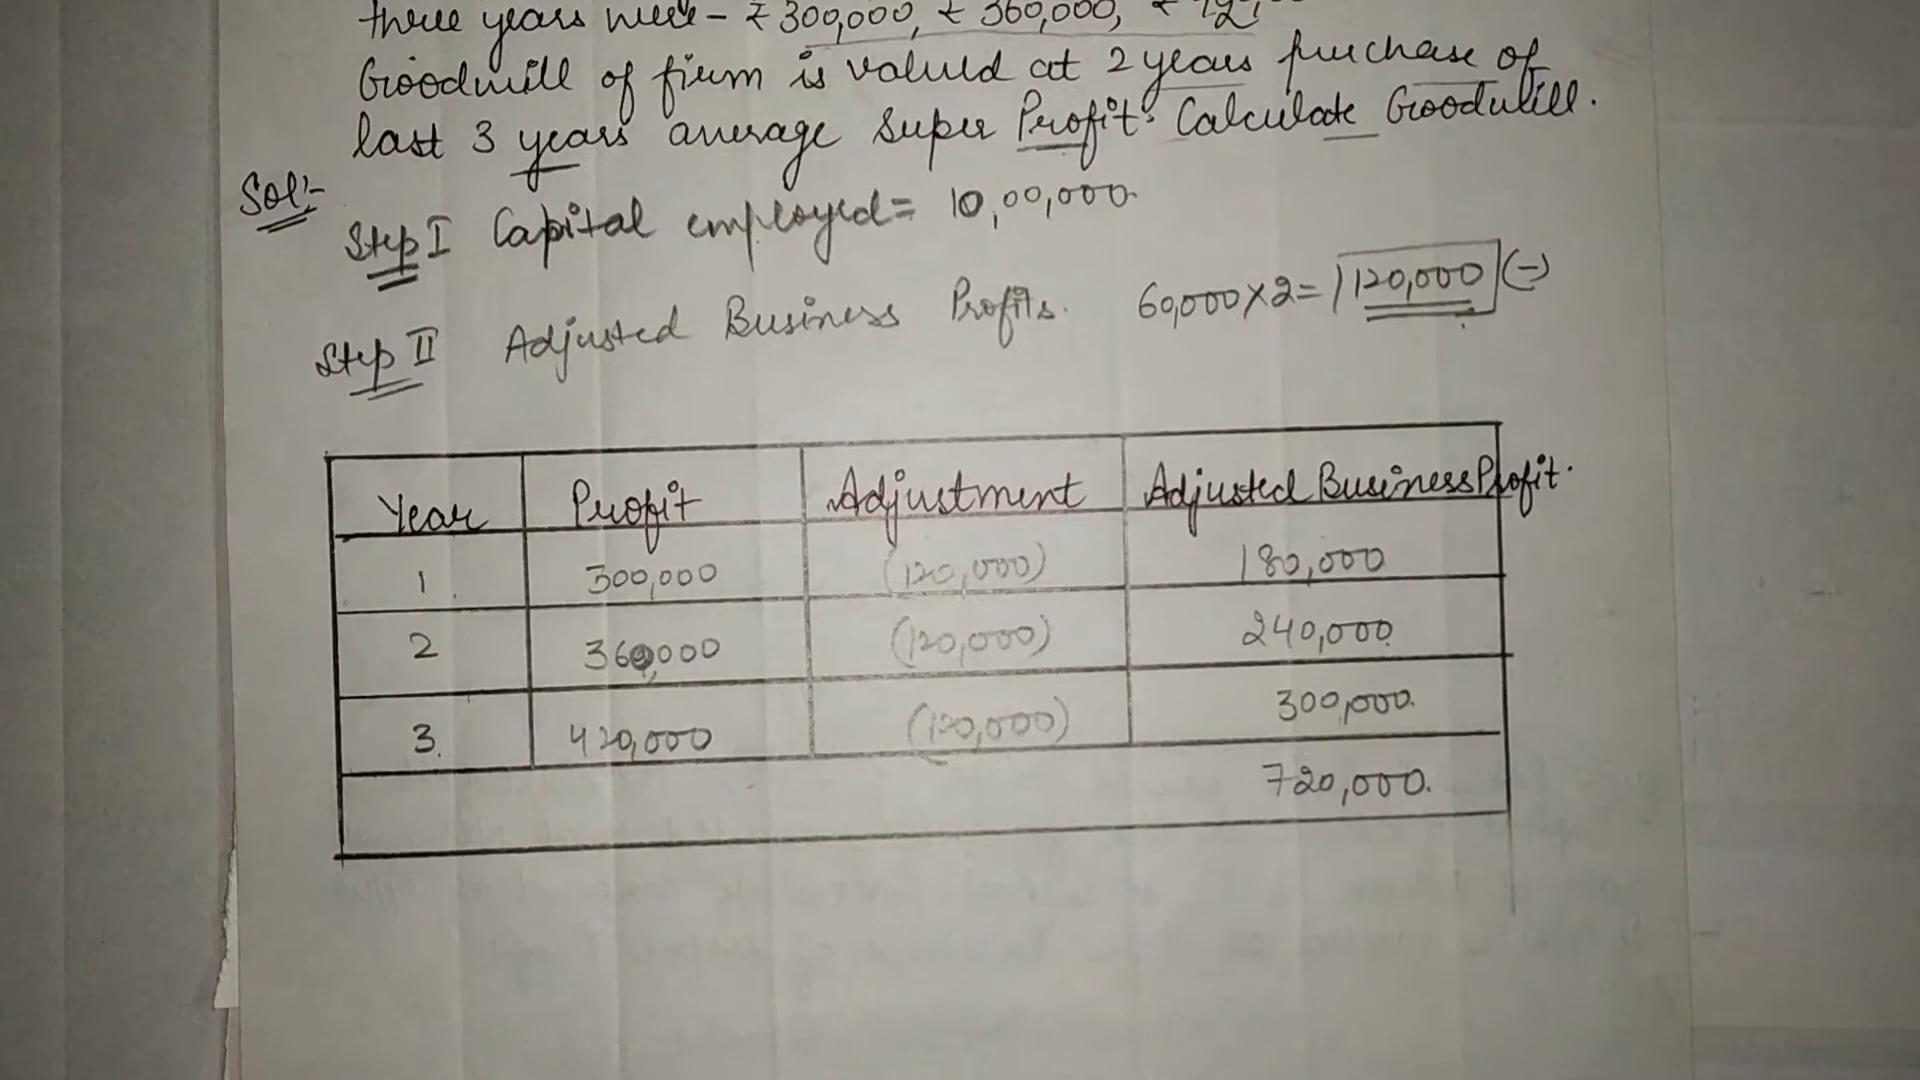 three years were - ₹ 300,000, ₹ 360,000, ₹
Goodwill of firm is valued at 2 years purchase of
last 3 years average Super Profit. Calculate Goodwill.
Sol:-
Step I Capital employed = 10,00,000.
Step II Adjusted Business Profits. 60,000 x 2 = 120,000 (-)
Year Profit Adjustment Adjusted Business Profit.
1. 300,000 (120,000) 180,000
2 360,000 (120,000) 240,000.
3. 420,000 (120,000) 300,000.
720,000.